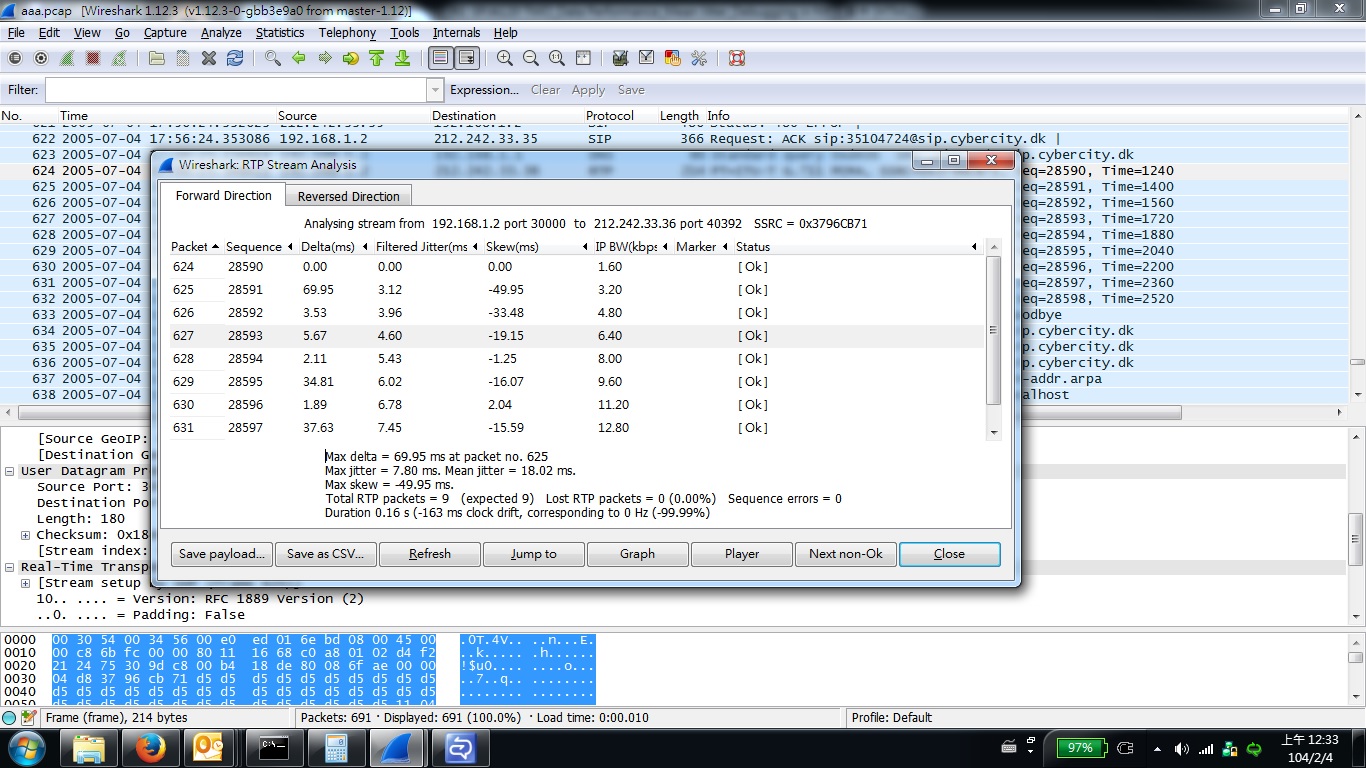 aaa.pcap [Wireshark 1.12.3 (v1.12.3-0-gbb3e9a0 from master-1.12)]
File Edit View Go Capture Analyze Statistics Telephony Tools Internals Help
Filter: Expression... Clear Apply Save
No. Time Source Destination Protocol Length Info
622 2005-07-04 17:56:24.353086 192.168.1.2 212.242.33.35 SIP 366 Request: ACK sip:35104724@sip.cybercity.dk |
623 2005-07-04 p.cybercity.dk
624 2005-07-04 eq=28590, Time=1240
625 2005-07-04 eq=28591, Time=1400
626 2005-07-04 eq=28592, Time=1560
627 2005-07-04 eq=28593, Time=1720
628 2005-07-04 eq=28594, Time=1880
629 2005-07-04 eq=28595, Time=2040
630 2005-07-04 eq=28596, Time=2200
631 2005-07-04 eq=28597, Time=2360
632 2005-07-04 eq=28598, Time=2520
633 2005-07-04 odbye
634 2005-07-04 p.cybercity.dk
635 2005-07-04 p.cybercity.dk
636 2005-07-04 p.cybercity.dk
637 2005-07-04 -addr.arpa
638 2005-07-04 alhost
Wireshark: RTP Stream Analysis
Forward Direction Reversed Direction
Analysing stream from 192.168.1.2 port 30000 to 212.242.33.36 port 40392 SSRC = 0x3796CB71
Packet Sequence Delta(ms) Filtered Jitter(ms Skew(ms) IP BW(kbps Marker Status
624 28590 0.00 0.00 0.00 1.60 [ Ok ]
625 28591 69.95 3.12 -49.95 3.20 [ Ok ]
626 28592 3.53 3.96 -33.48 4.80 [ Ok ]
627 28593 5.67 4.60 -19.15 6.40 [ Ok ]
628 28594 2.11 5.43 -1.25 8.00 [ Ok ]
629 28595 34.81 6.02 -16.07 9.60 [ Ok ]
630 28596 1.89 6.78 2.04 11.20 [ Ok ]
631 28597 37.63 7.45 -15.59 12.80 [ Ok ]
Max delta = 69.95 ms at packet no. 625
Max jitter = 7.80 ms. Mean jitter = 18.02 ms.
Max skew = -49.95 ms.
Total RTP packets = 9 (expected 9) Lost RTP packets = 0 (0.00%) Sequence errors = 0
Duration 0.16 s (-163 ms clock drift, corresponding to 0 Hz (-99.99%)
Save payload... Save as CSV... Refresh Jump to Graph Player Next non-Ok Close
[Source GeoIP:
[Destination G
User Datagram Pr
Source Port: 3
Destination Po
Length: 180
Checksum: 0x18
[Stream index:
Real-Time Transp
[Stream setup
10.. .... = Version: RFC 1889 Version (2)
..0. .... = Padding: False
0000 00 30 54 00 34 56 00 e0 ed 01 6e bd 08 00 45 00 .0T.4V.. ..n...E.
0010 00 c8 6b fc 00 00 80 11 16 68 c0 a8 01 02 d4 f2 ..k..... .h......
0020 21 24 75 30 9d c8 00 b4 18 de 80 08 6f ae 00 00 !$u0.... ....o...
0030 04 d8 37 96 cb 71 d5 d5 d5 d5 d5 d5 d5 d5 d5 d5 ..7..q.. ........
0040 d5 d5 d5 d5 d5 d5 d5 d5 d5 d5 d5 d5 d5 d5 d5 d5 ........ ........
0050 d5 d5 d5 d5 d5 d5 d5 d5 d5 d5 d5 d5 d5 d5 11 04
Frame (frame), 214 bytes Packets: 691 · Displayed: 691 (100.0%) · Load time: 0:00.010 Profile: Default
97% 上午 12:33
104/2/4